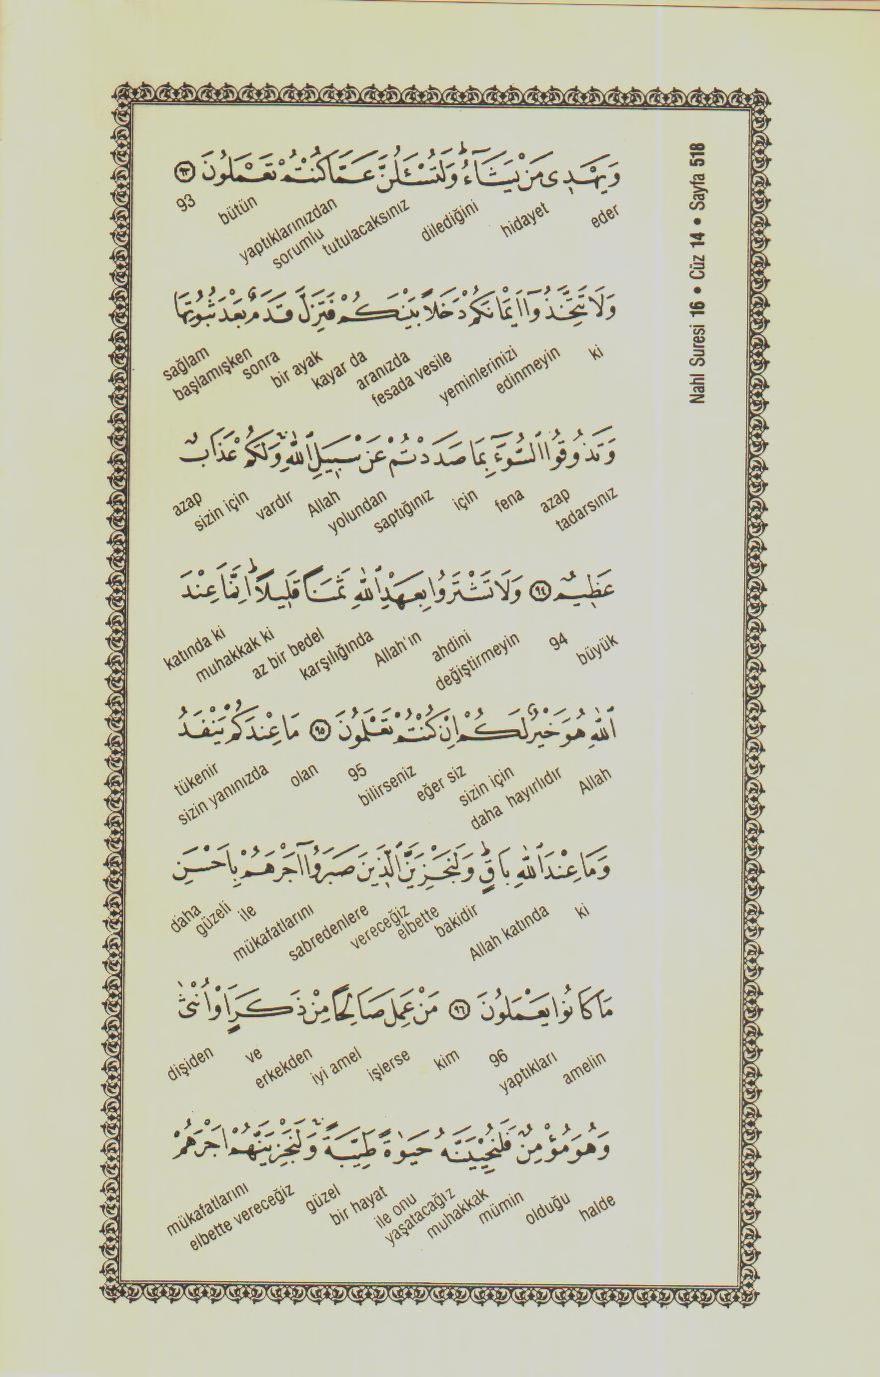 Nahl Suresi 16 • Cüz 14 • Sayfa 518
وَيَهْدِى مَنْ يَشَٓاءُۜ وَلَتُسْـَٔلُنَّ عَمَّا كُنْتُمْ تَعْمَلُونَ ﴿٩٣﴾
eder hidayet dilediğini tutulacaksınız sorumlu yaptıklarınızdan bütün 93
وَلَا تَتَّخِذُٓوا اَيْمَانَكُمْ دَخَلًا بَيْنَكُمْ فَتَزِلَّ قَدَمٌ بَعْدَ ثُبُوتِهَا
ki edinmeyin yeminlerinizi fesada vesile aranızda kayar da bir ayak sonra başlamışken sağlam
وَتَذُوقُوا السُّٓوءَ بِمَا صَدَدْتُمْ عَنْ سَبِيلِ اللّٰهِۚ وَلَكُمْ عَذَابٌ
tadarsınız azap fena için saptığınız yolundan Allah vardır sizin için azap
عَظِيمٌ ﴿٩٤﴾ وَلَا تَشْتَرُوا بِعَهْدِ اللّٰهِ ثَمَنًا قَلِيلًاۜ اِنَّمَا عِنْدَ
büyük 94 değiştirmeyin ahdini Allah'ın karşılığında az bir bedel muhakkak ki katında ki
اللّٰهِ هُوَ خَيْرٌ لَكُمْ اِنْ كُنْتُمْ تَعْلَمُونَ ﴿٩٥﴾ مَا عِنْدَكُمْ يَنْفَدُ
Allah daha hayırlıdır sizin için eğer siz bilirseniz 95 olan sizin yanınızda tükenir
وَمَا عِنْدَ اللّٰهِ بَاقٍۜ وَلَنَجْزِيَنَّ الَّذِينَ صَبَرُٓوا اَجْرَهُمْ بِاَحْسَنِ
ki Allah katında bakidir elbette vereceğiz sabredenlere mükafatlarını ile güzeli daha
مَا كَانُوا يَعْمَلُونَ ﴿٩٦﴾ مَنْ عَمِلَ صَالِحًا مِنْ ذَكَرٍ اَوْ اُنْثٰى
amelin yaptıkları 96 kim işlerse iyi amel erkekden ve dişiden
وَهُوَ مُؤْمِنٌ فَلَنُحْيِيَنَّهُ حَيٰوةً طَيِّبَةًۚ وَلَنَجْزِيَنَّهُمْ اَجْرَهُمْ
halde olduğu mümin muhakkak yaşatacağız ile onu bir hayat güzel elbette vereceğiz mükafatlarını